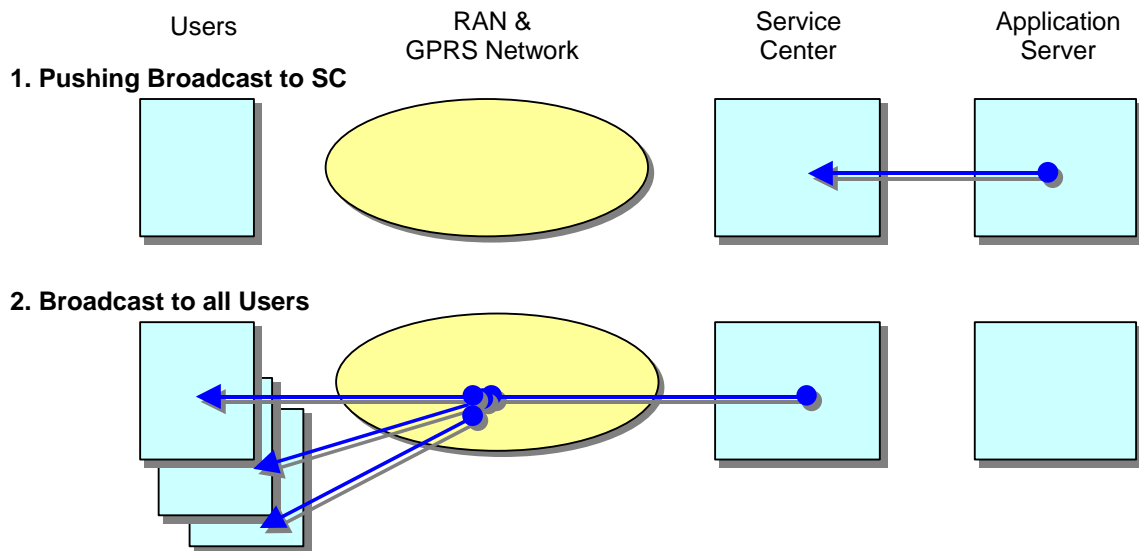 Users
RAN &
GPRS Network
Service
Center
Application
Server
1. Pushing Broadcast to SC
2. Broadcast to all Users